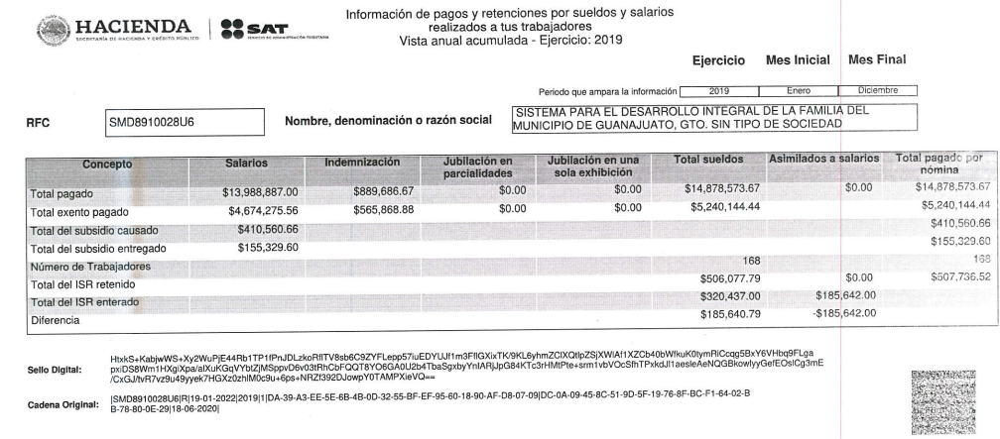 HACIENDA
SECRETARÍA DE HACIENDA Y CRÉDITO PÚBLICO
SAT
SERVICIO DE ADMINISTRACIÓN TRIBUTARIA
Información de pagos y retenciones por sueldos y salarios
realizados a tus trabajadores
Vista anual acumulada - Ejercicio: 2019
Ejercicio Mes Inicial Mes Final
Periodo que ampara la información 2019 Enero Diciembre
RFC SMD8910028U6 Nombre, denominación o razón social SISTEMA PARA EL DESARROLLO INTEGRAL DE LA FAMILIA DEL
MUNICIPIO DE GUANAJUATO, GTO. SIN TIPO DE SOCIEDAD
Concepto Salarios Indemnización Jubilación en parcialidades Jubilación en una sola exhibición Total sueldos Asimilados a salarios Total pagado por nómina
Total pagado $13,988,887.00 $889,686.67 $0.00 $0.00 $14,878,573.67 $0.00 $14,878,573.67
Total exento pagado $4,674,275.56 $565,868.88 $0.00 $0.00 $5,240,144.44 $5,240,144.44
Total del subsidio causado $410,560.66 $410,560.66
Total del subsidio entregado $155,329.60 $155,329.60
Número de Trabajadores 168 168
Total del ISR retenido $506,077.79 $0.00 $507,736.52
Total del ISR enterado $320,437.00 $185,642.00
Diferencia $185,640.79 -$185,642.00
Sello Digital:
Cadena Original: |SMD8910028U6|R|19-01-2022|2019|1|DA-39-A3-EE-5E-6B-4B-0D-32-55-BF-EF-95-60-18-90-AF-D8-07-09|DC-0A-09-45-8C-51-9D-5F-19-76-8F-BC-F1-64-02-B
B-78-80-0E-29|18-06-2020|